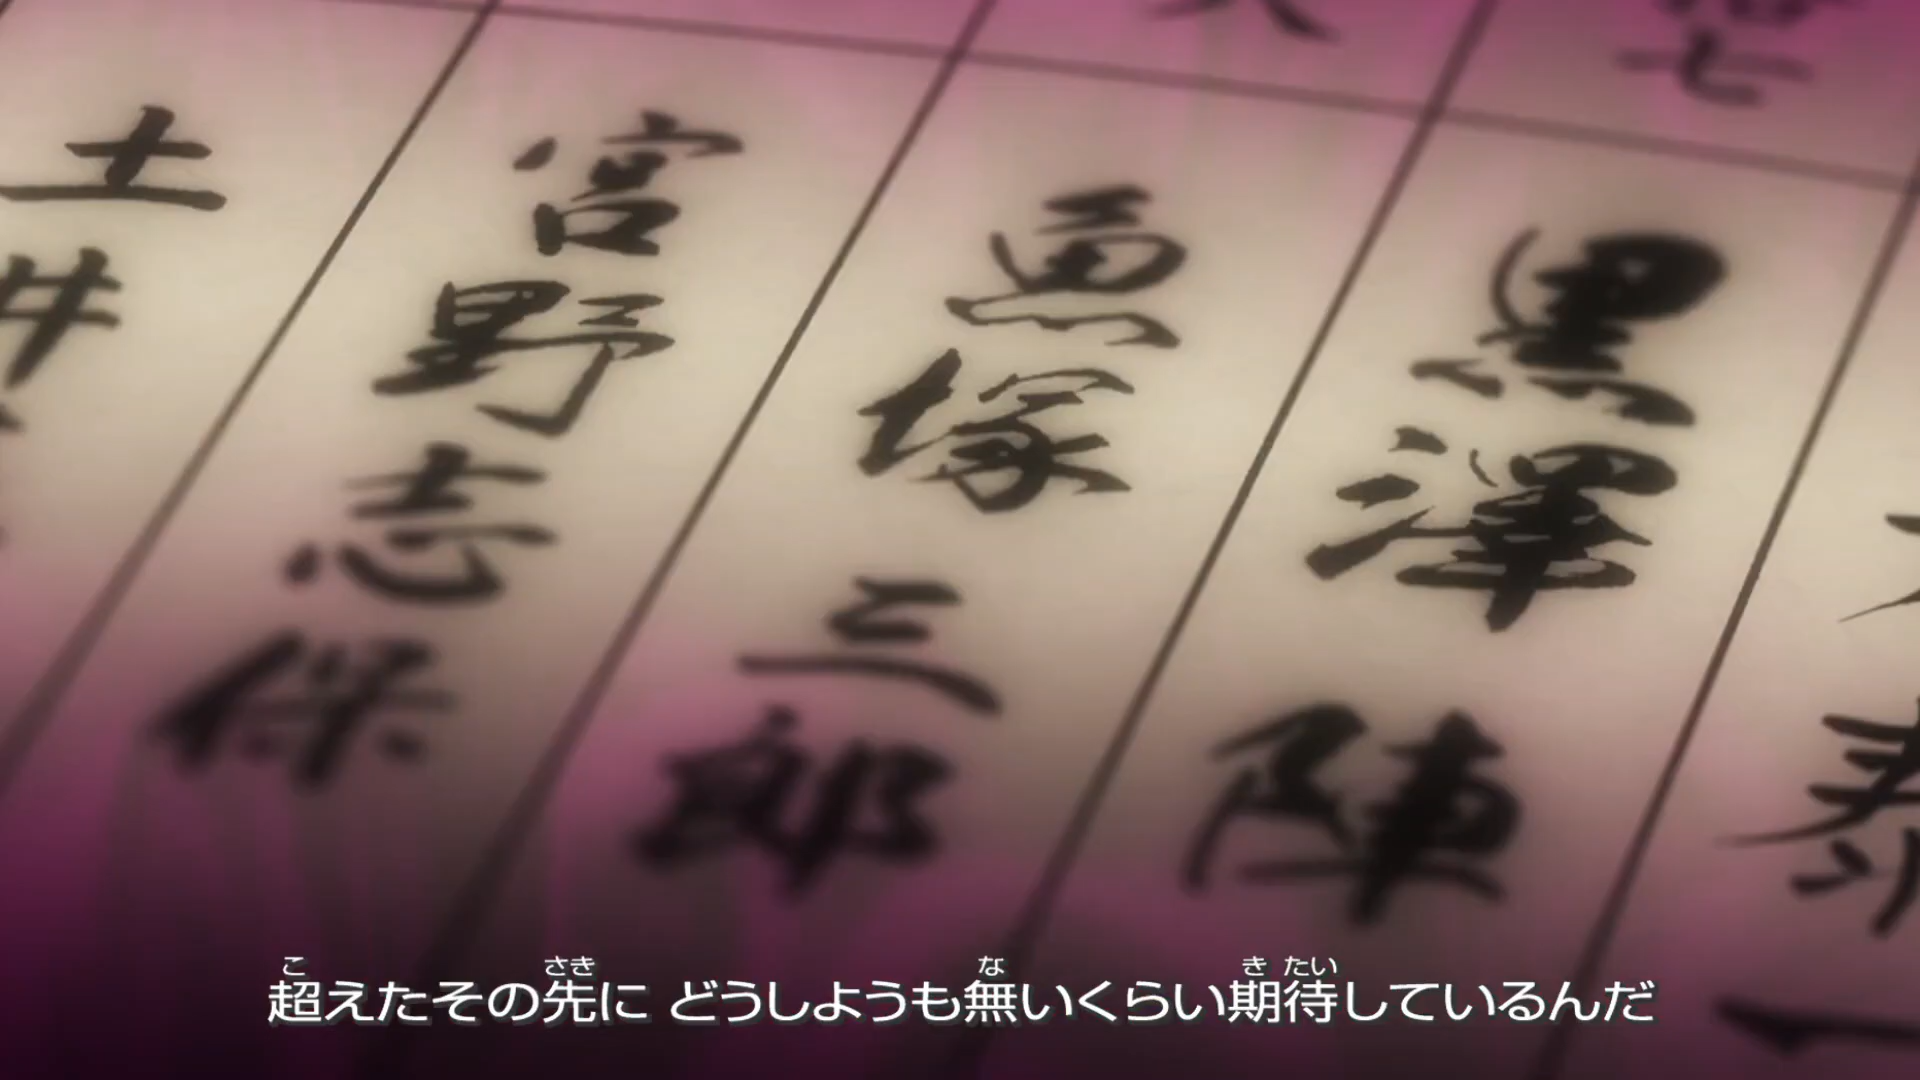 黒澤陣
魚塚三郎
宮野志保
土井
超えたその先に どうしようも無いくらい期待しているんだ